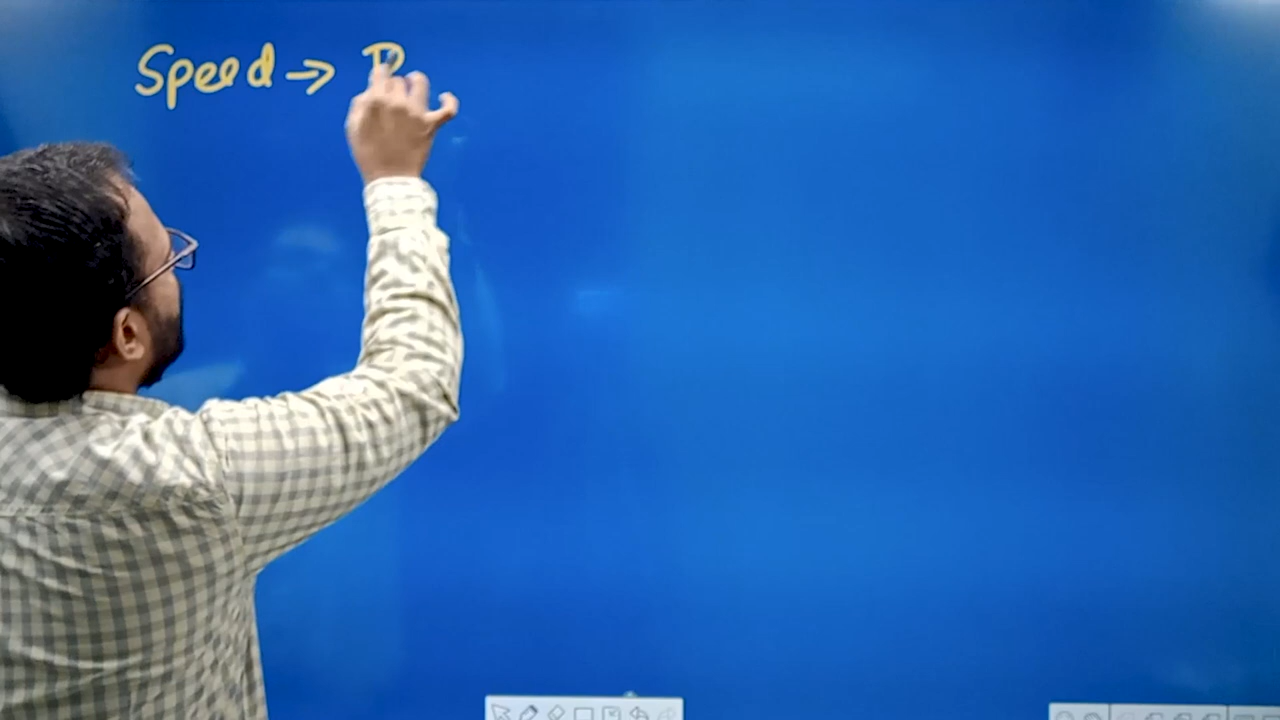 Speed →